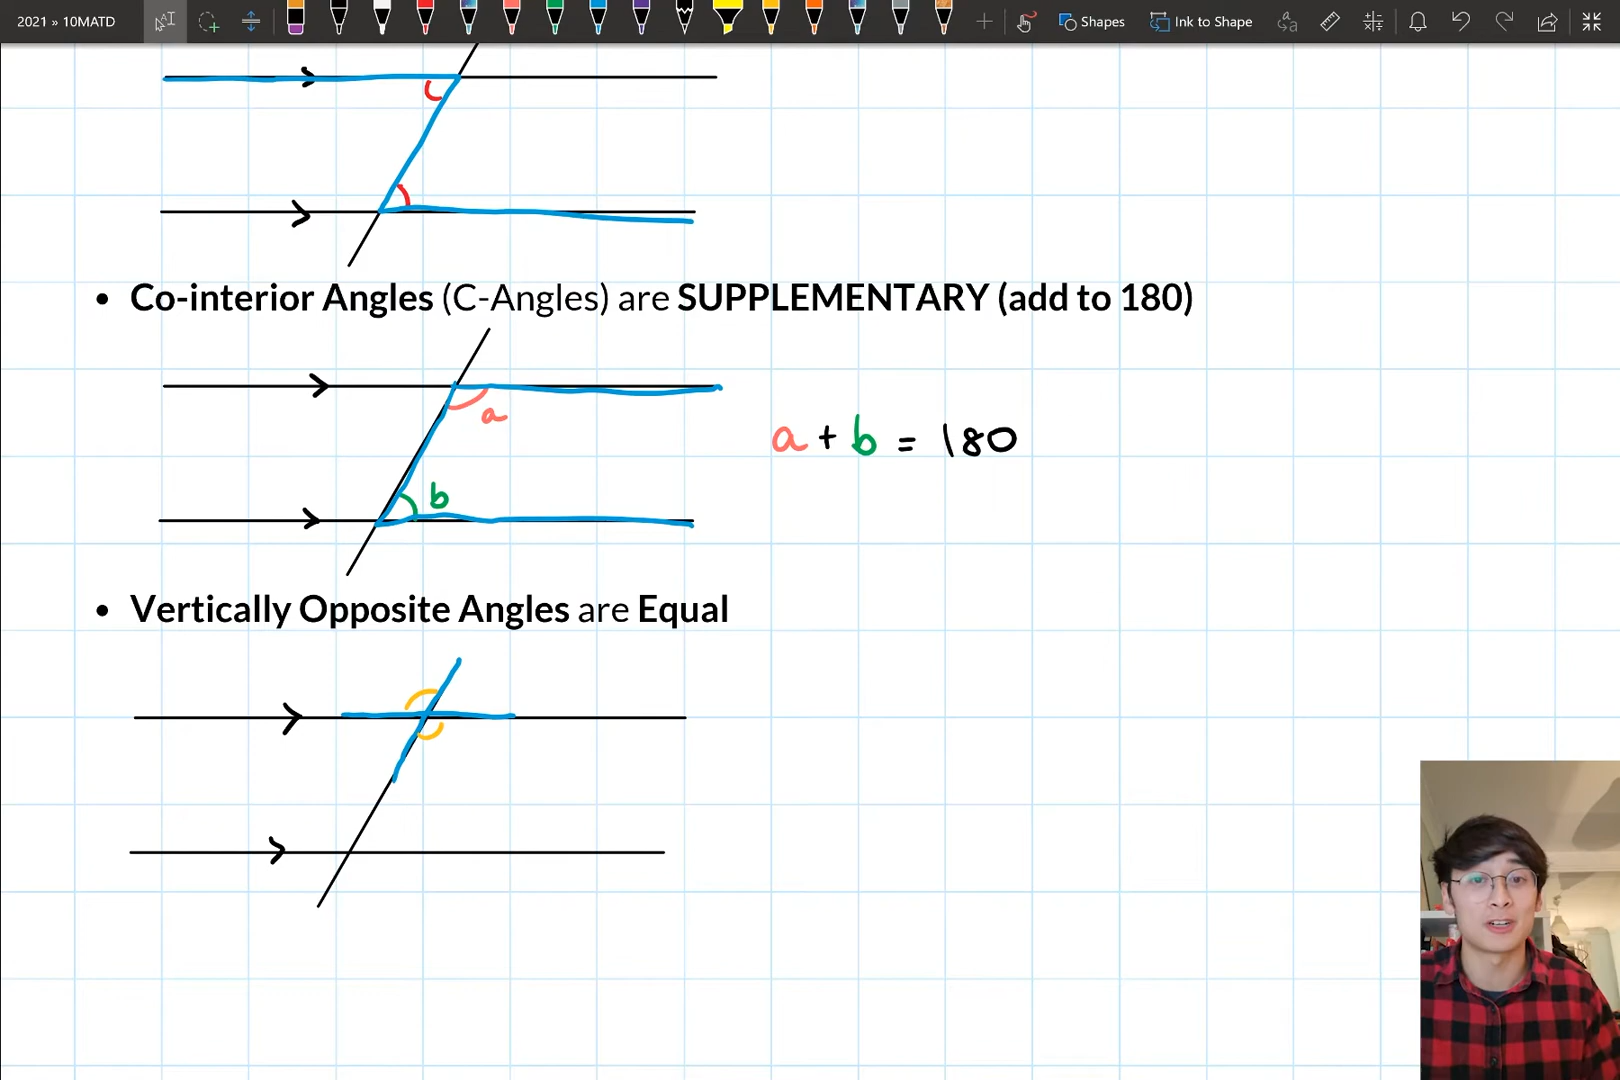 2021 » 10MATD
Shapes
Ink to Shape
• Co-interior Angles (C-Angles) are SUPPLEMENTARY (add to 180)
a
a + b = 180
b
• Vertically Opposite Angles are Equal